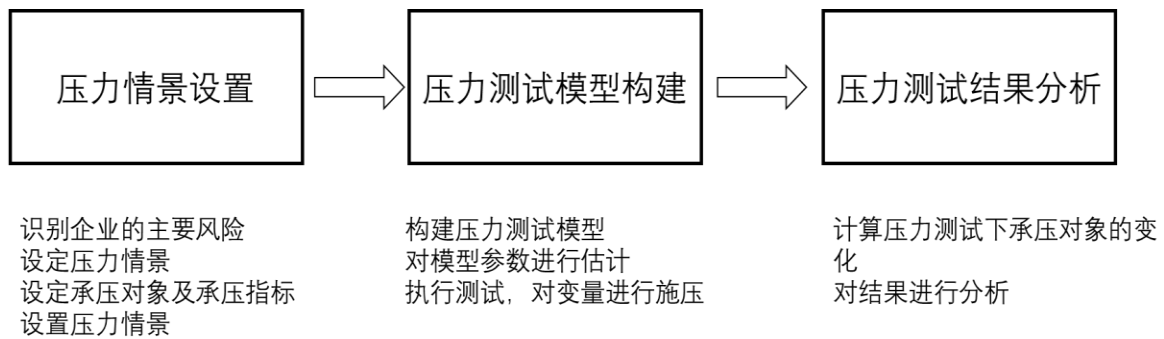 压力情景设置
压力测试模型构建
压力测试结果分析
识别企业的主要风险
设定压力情景
设定承压对象及承压指标
设置压力情景
构建压力测试模型
对模型参数进行估计
执行测试，对变量进行施压
计算压力测试下承压对象的变
化
对结果进行分析